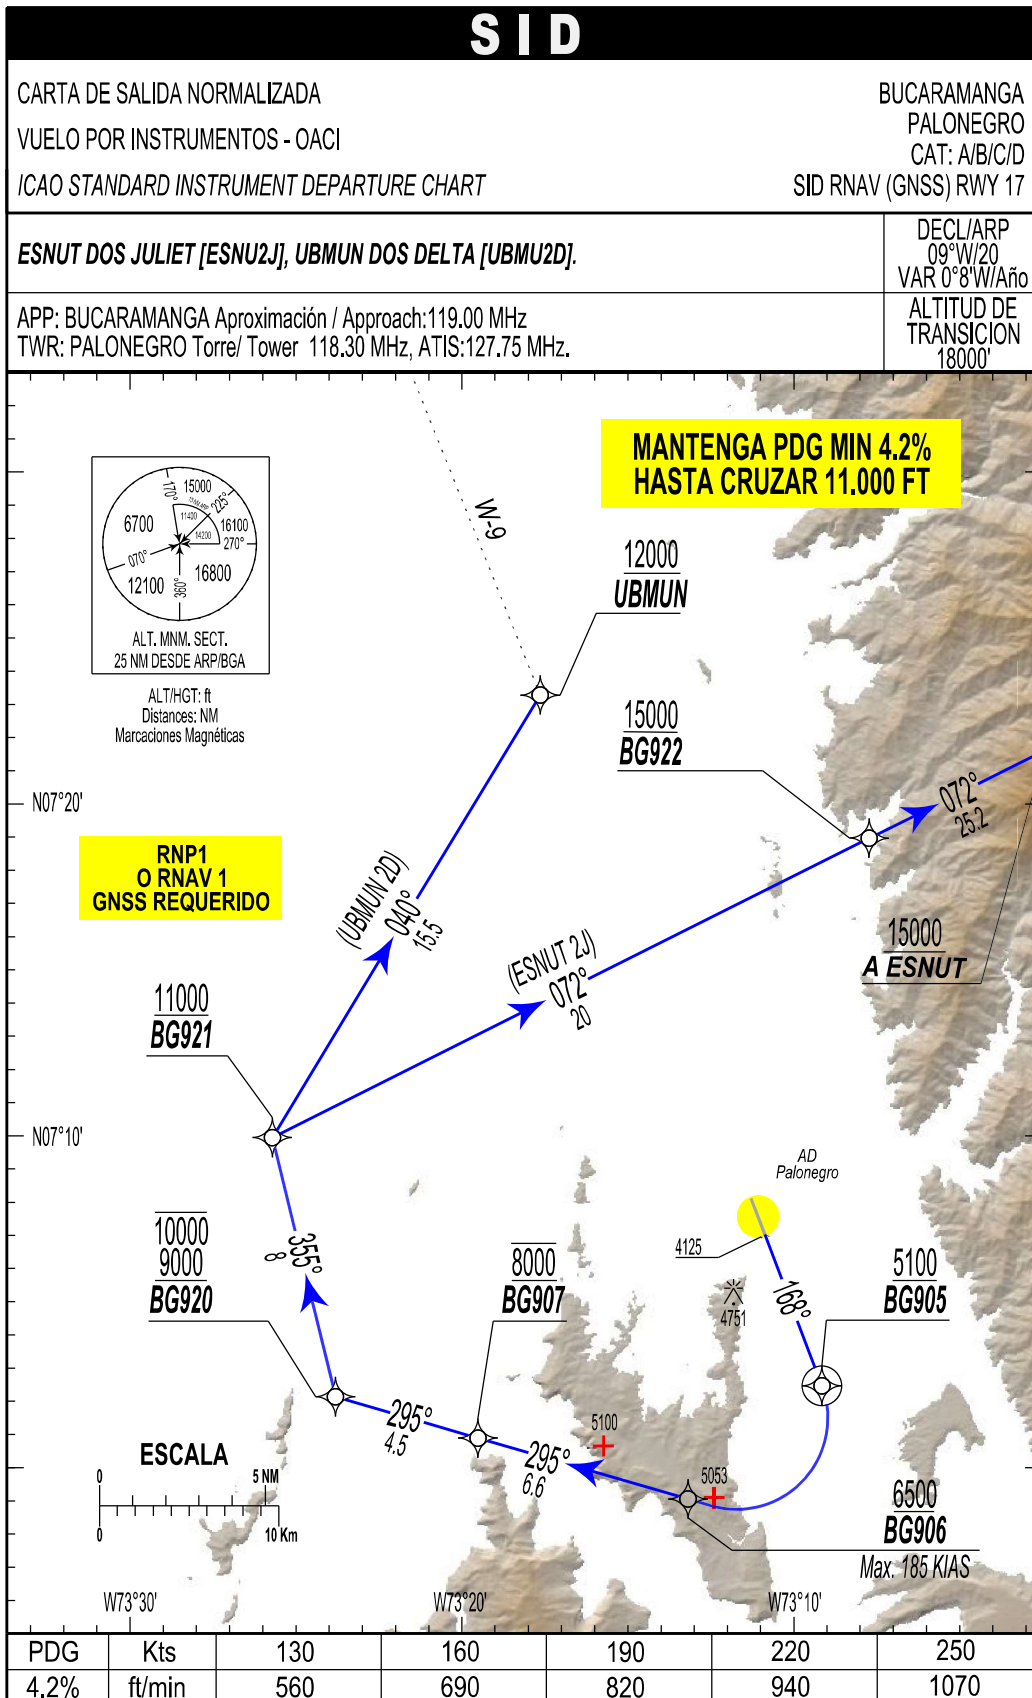 SID
CARTA DE SALIDA NORMALIZADA
VUELO POR INSTRUMENTOS - OACI
ICAO STANDARD INSTRUMENT DEPARTURE CHART
BUCARAMANGA
PALONEGRO
CAT: A/B/C/D
SID RNAV (GNSS) RWY 17
ESNUT DOS JULIET [ESNU2J], UBMUN DOS DELTA [UBMU2D].
DECL/ARP
09°W/20
VAR 0°8'W/Año
APP: BUCARAMANGA Aproximación / Approach:119.00 MHz
TWR: PALONEGRO Torre/ Tower 118.30 MHz, ATIS:127.75 MHz.
ALTITUD DE
TRANSICION
18000'
MANTENGA PDG MIN 4.2%
HASTA CRUZAR 11.000 FT
170°
15000
225°
11400
6700
16100
14200
270°
070°
16800
12100
360°
ALT. MNM. SECT.
25 NM DESDE ARP/BGA
ALT/HGT: ft
Distances: NM
Marcaciones Magnéticas
W-9
12000
UBMUN
15000
BG922
N07°20'
072°
25.2
RNP1
O RNAV 1
GNSS REQUERIDO
(UBMUN 2D)
040°
15.5
(ESNUT 2J)
072°
20
15000
A ESNUT
11000
BG921
N07°10'
AD
Palonegro
10000
9000
BG920
355°
8
8000
BG907
4125
168°
4751
5100
BG905
295°
4.5
295°
6.6
5100
5053
ESCALA
0
5 NM
0
10 Km
6500
BG906
Max. 185 KIAS
W73°30'
W73°20'
W73°10'
PDG Kts 130 160 190 220 250
4.2% ft/min 560 690 820 940 1070